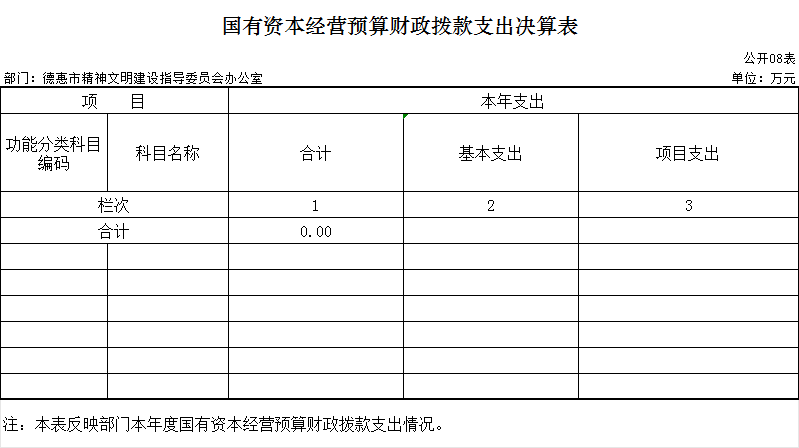 国有资本经营预算财政拨款支出决算表
公开08表
部门：德惠市精神文明建设指导委员会办公室 单位：万元
项 目 本年支出
功能分类科目
编码 科目名称 合计 基本支出 项目支出
栏次 1 2 3
合计 0.00
注：本表反映部门本年度国有资本经营预算财政拨款支出情况。